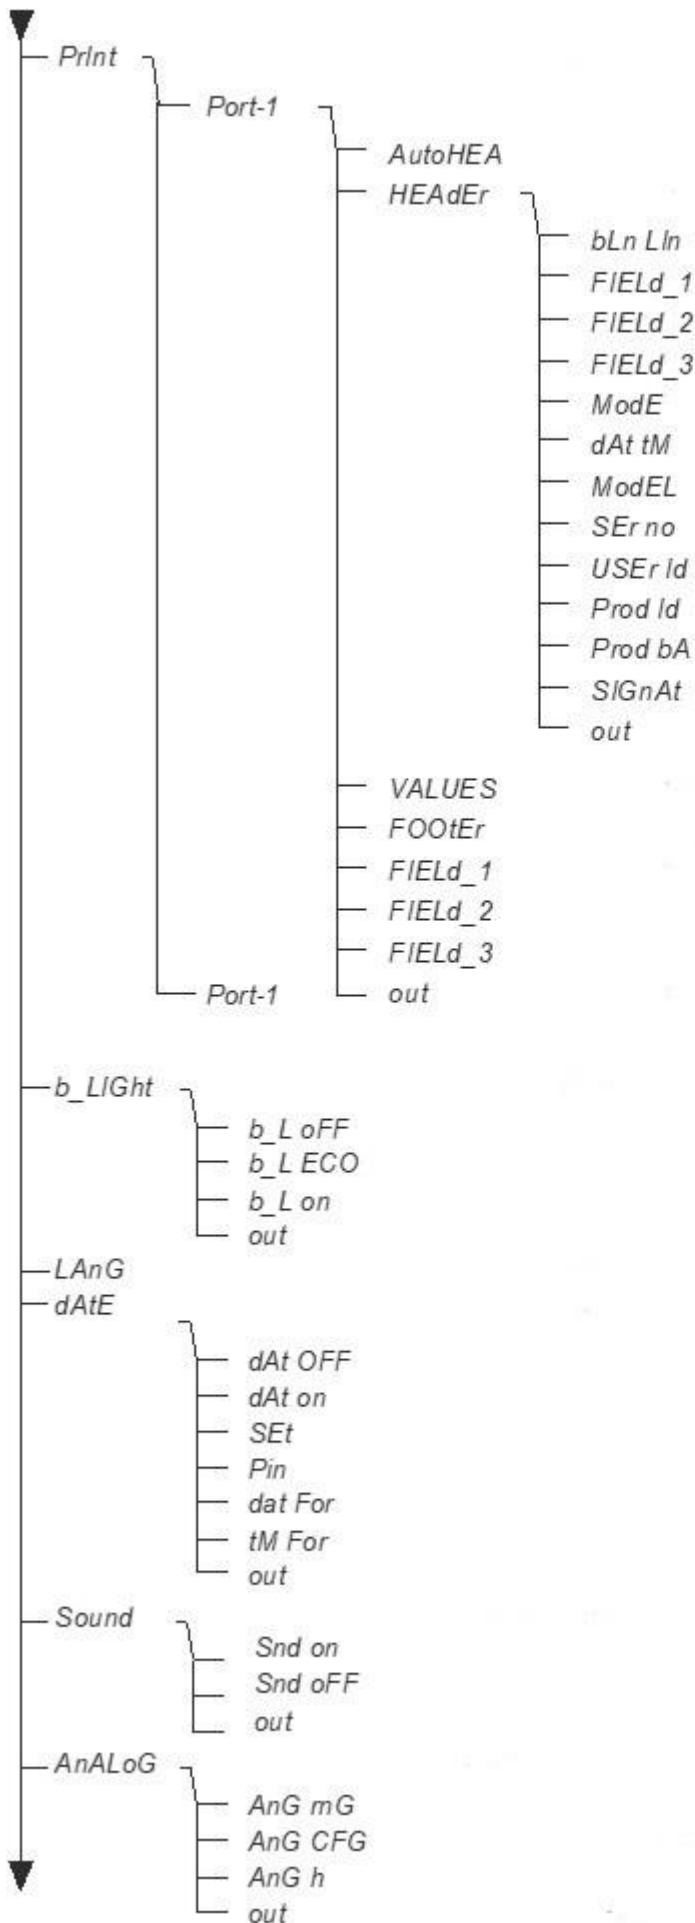 PrInt
Port-1
AutoHEA
HEAdEr
bLn LIn
FIELd_1
FIELd_2
FIELd_3
ModE
dAt tM
ModEL
SEr no
USEr Id
Prod Id
Prod bA
SIGnAt
out
VALUES
FOOtEr
FIELd_1
FIELd_2
FIELd_3
Port-1
out
b_LIGht
b_L oFF
b_L ECO
b_L on
out
LAnG
dAtE
dAt OFF
dAt on
SEt
Pin
dat For
tM For
out
Sound
Snd on
Snd oFF
out
AnALoG
AnG mG
AnG CFG
AnG h
out